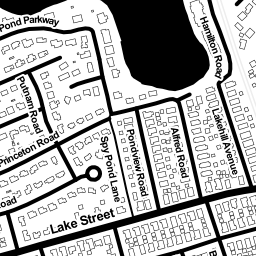 Pond Parkway
Hamilton Road
Putnam Road
Princeton Road
Spy Pond Lane
Pondview Road
Alfred Road
Lakehill Avenue
Road
Lake Street